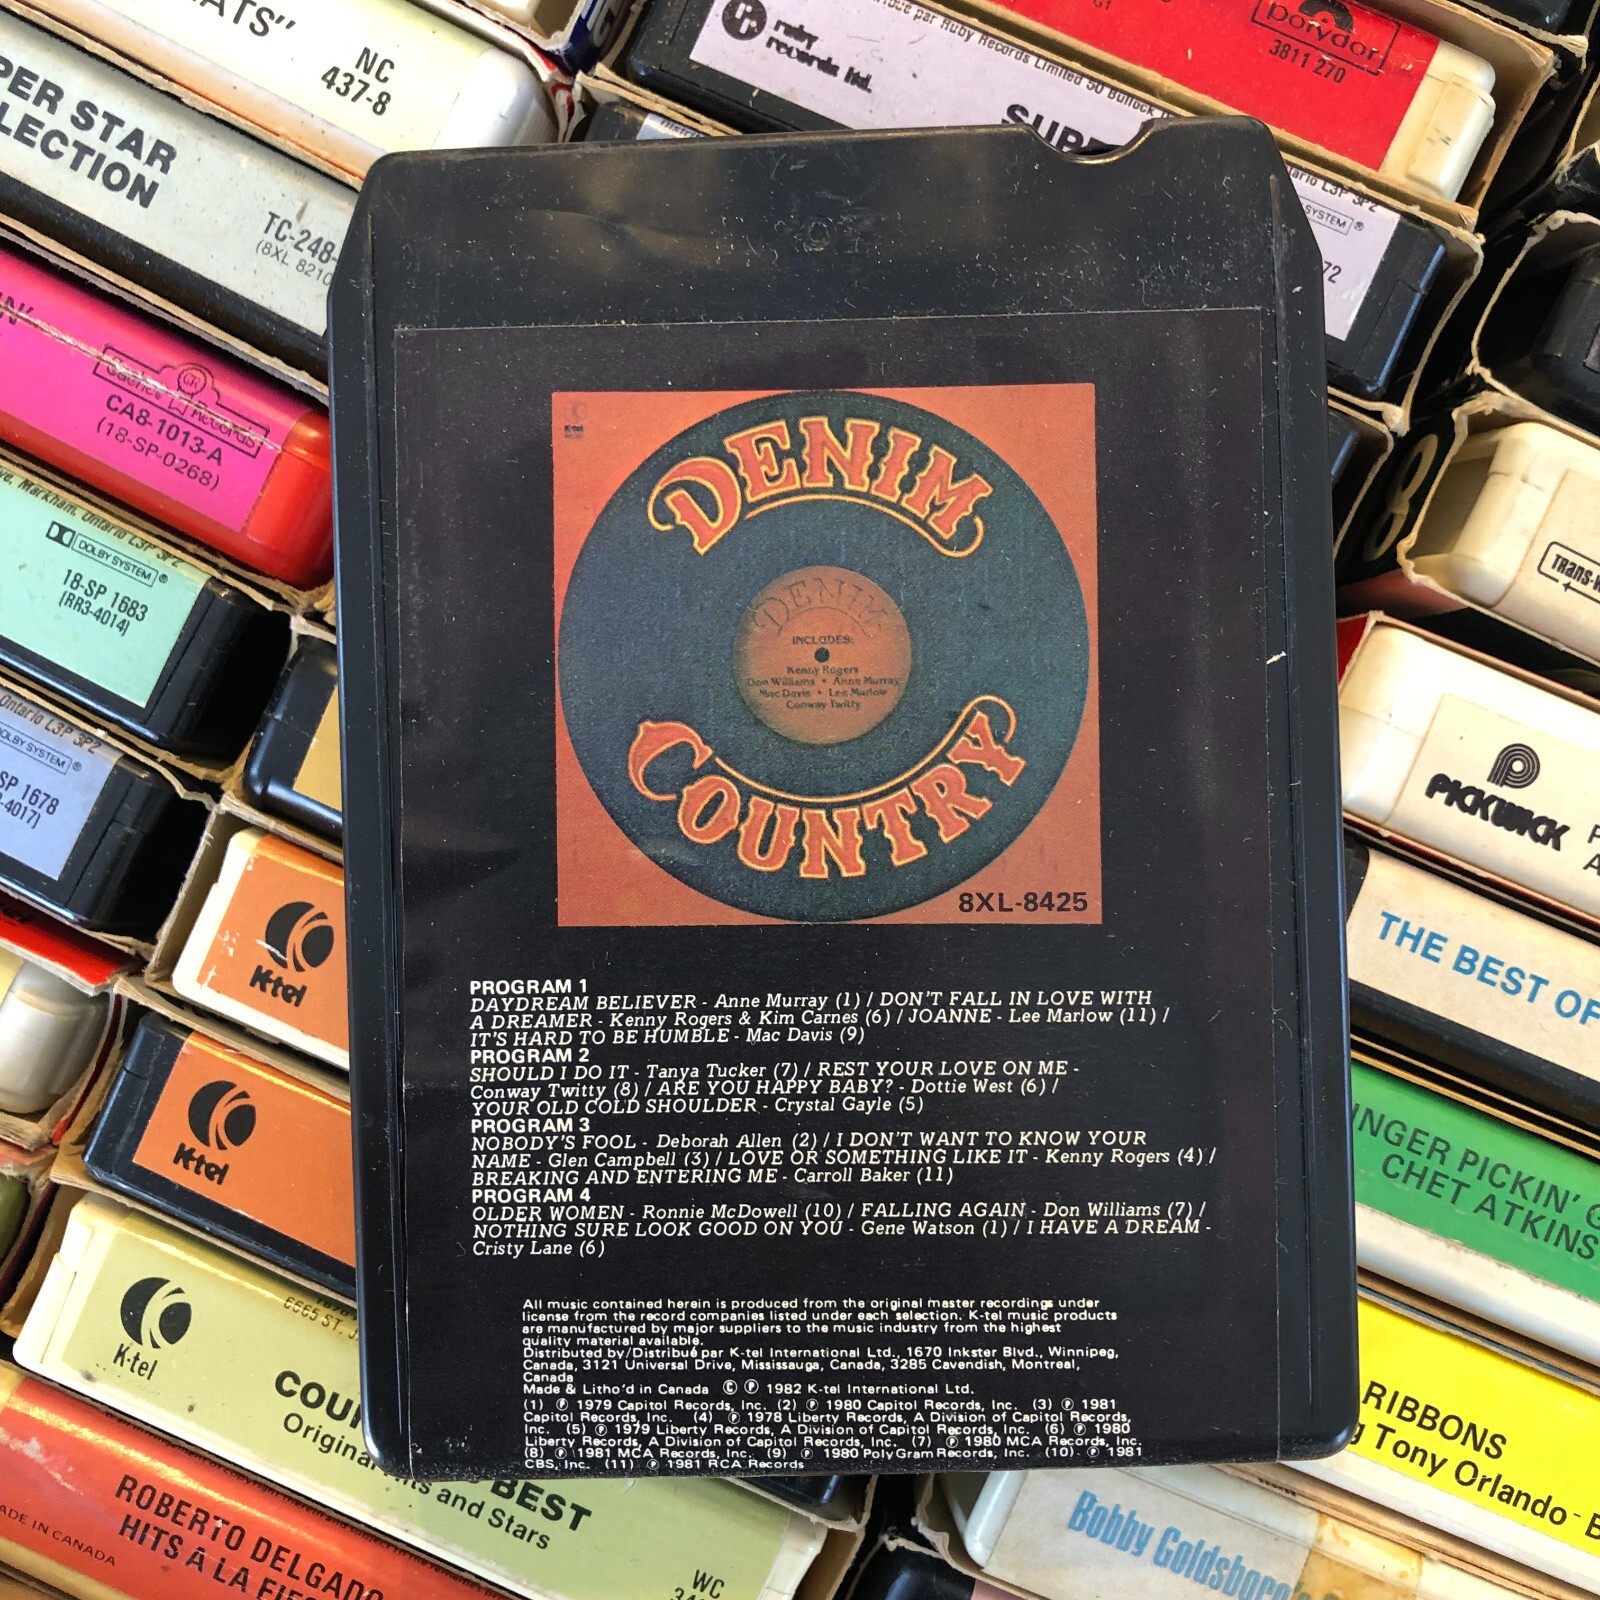 NC
437-8
TC-248-
(8XL 8210
CA8-1013-A
(18-SP-0268)
DOLBY SYSTEM ®
18-SP 1683
(RR3-4014)
Ontario L3P 3P2
SP 1678
-4017)
ruby
records ltd.
polydor
3811 270
K-tel
DENIM
DENIM
INCLUDES:
Kenny Rogers
Don Williams • Anne Murray
Mac Davis • Lee Marlow
Conway Twitty
COUNTRY
8XL-8425
PROGRAM 1
DAYDREAM BELIEVER - Anne Murray (1) / DON'T FALL IN LOVE WITH
A DREAMER - Kenny Rogers & Kim Carnes (6) / JOANNE - Lee Marlow (11) /
IT'S HARD TO BE HUMBLE - Mac Davis (9)
PROGRAM 2
SHOULD I DO IT - Tanya Tucker (7) / REST YOUR LOVE ON ME -
Conway Twitty (8) / ARE YOU HAPPY BABY? - Dottie West (6) /
YOUR OLD COLD SHOULDER - Crystal Gayle (5)
PROGRAM 3
NOBODY'S FOOL - Deborah Allen (2) / I DON'T WANT TO KNOW YOUR
NAME - Glen Campbell (3) / LOVE OR SOMETHING LIKE IT - Kenny Rogers (4) /
BREAKING AND ENTERING ME - Carroll Baker (11)
PROGRAM 4
OLDER WOMEN - Ronnie McDowell (10) / FALLING AGAIN - Don Williams (7) /
NOTHING SURE LOOK GOOD ON YOU - Gene Watson (1) / I HAVE A DREAM -
Cristy Lane (6)
All music contained herein is produced from the original master recordings under
license from the record companies listed under each selection. K-tel music products
are manufactured by major suppliers to the music industry from the highest
quality material available.
Distributed by/Distribué par K-tel International Ltd., 1670 Inkster Blvd., Winnipeg,
Canada, 3121 Universal Drive, Mississauga, Canada, 3285 Cavendish, Montreal,
Canada
Made & Litho'd in Canada © ℗ 1982 K-tel International Ltd.
(1) ℗ 1979 Capitol Records, Inc. (2) ℗ 1980 Capitol Records, Inc. (3) ℗ 1981
Capitol Records, Inc. (4) ℗ 1978 Liberty Records, A Division of Capitol Records,
Inc. (5) ℗ 1979 Liberty Records, A Division of Capitol Records, Inc. (6) ℗ 1980
Liberty Records, A Division of Capitol Records, Inc. (7) ℗ 1980 MCA Records, Inc.
(8) ℗ 1981 MCA Records, Inc. (9) ℗ 1980 PolyGram Records, Inc. (10) ℗ 1981
CBS, Inc. (11) ℗ 1981 RCA Records
K-tel
K-tel
K-tel
BEST
Original Hits and Stars
WC
ROBERTO DELGADO
HITS À LA
MADE IN CANADA
PICKWICK
THE BEST OF
PICKIN'
CHET ATKINS
RIBBONS
Tony Orlando -
Bobby Goldsboro's